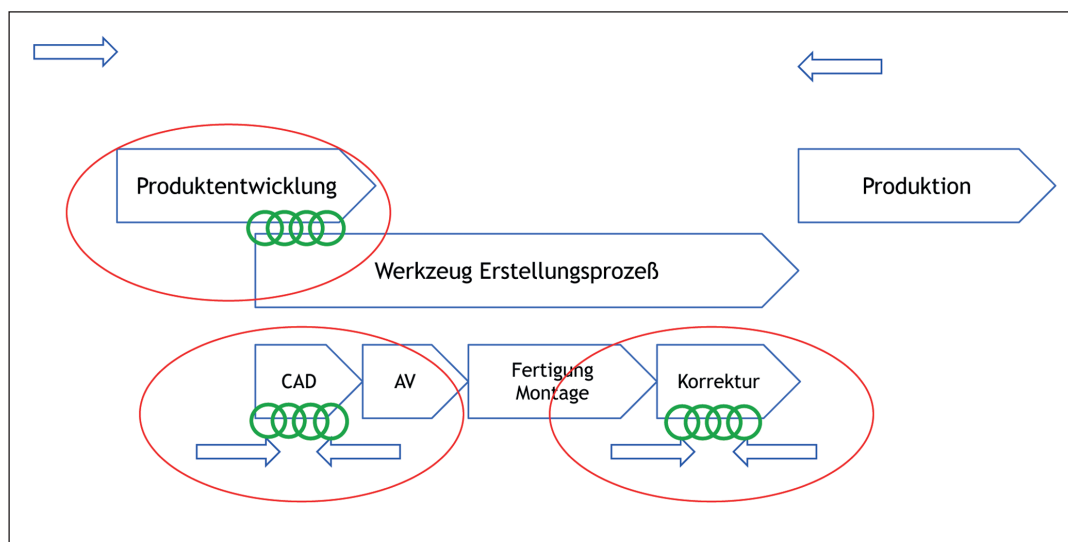 Produktentwicklung
Produktion
Werkzeug Erstellungsprozeß
CAD
AV
Fertigung
Montage
Korrektur